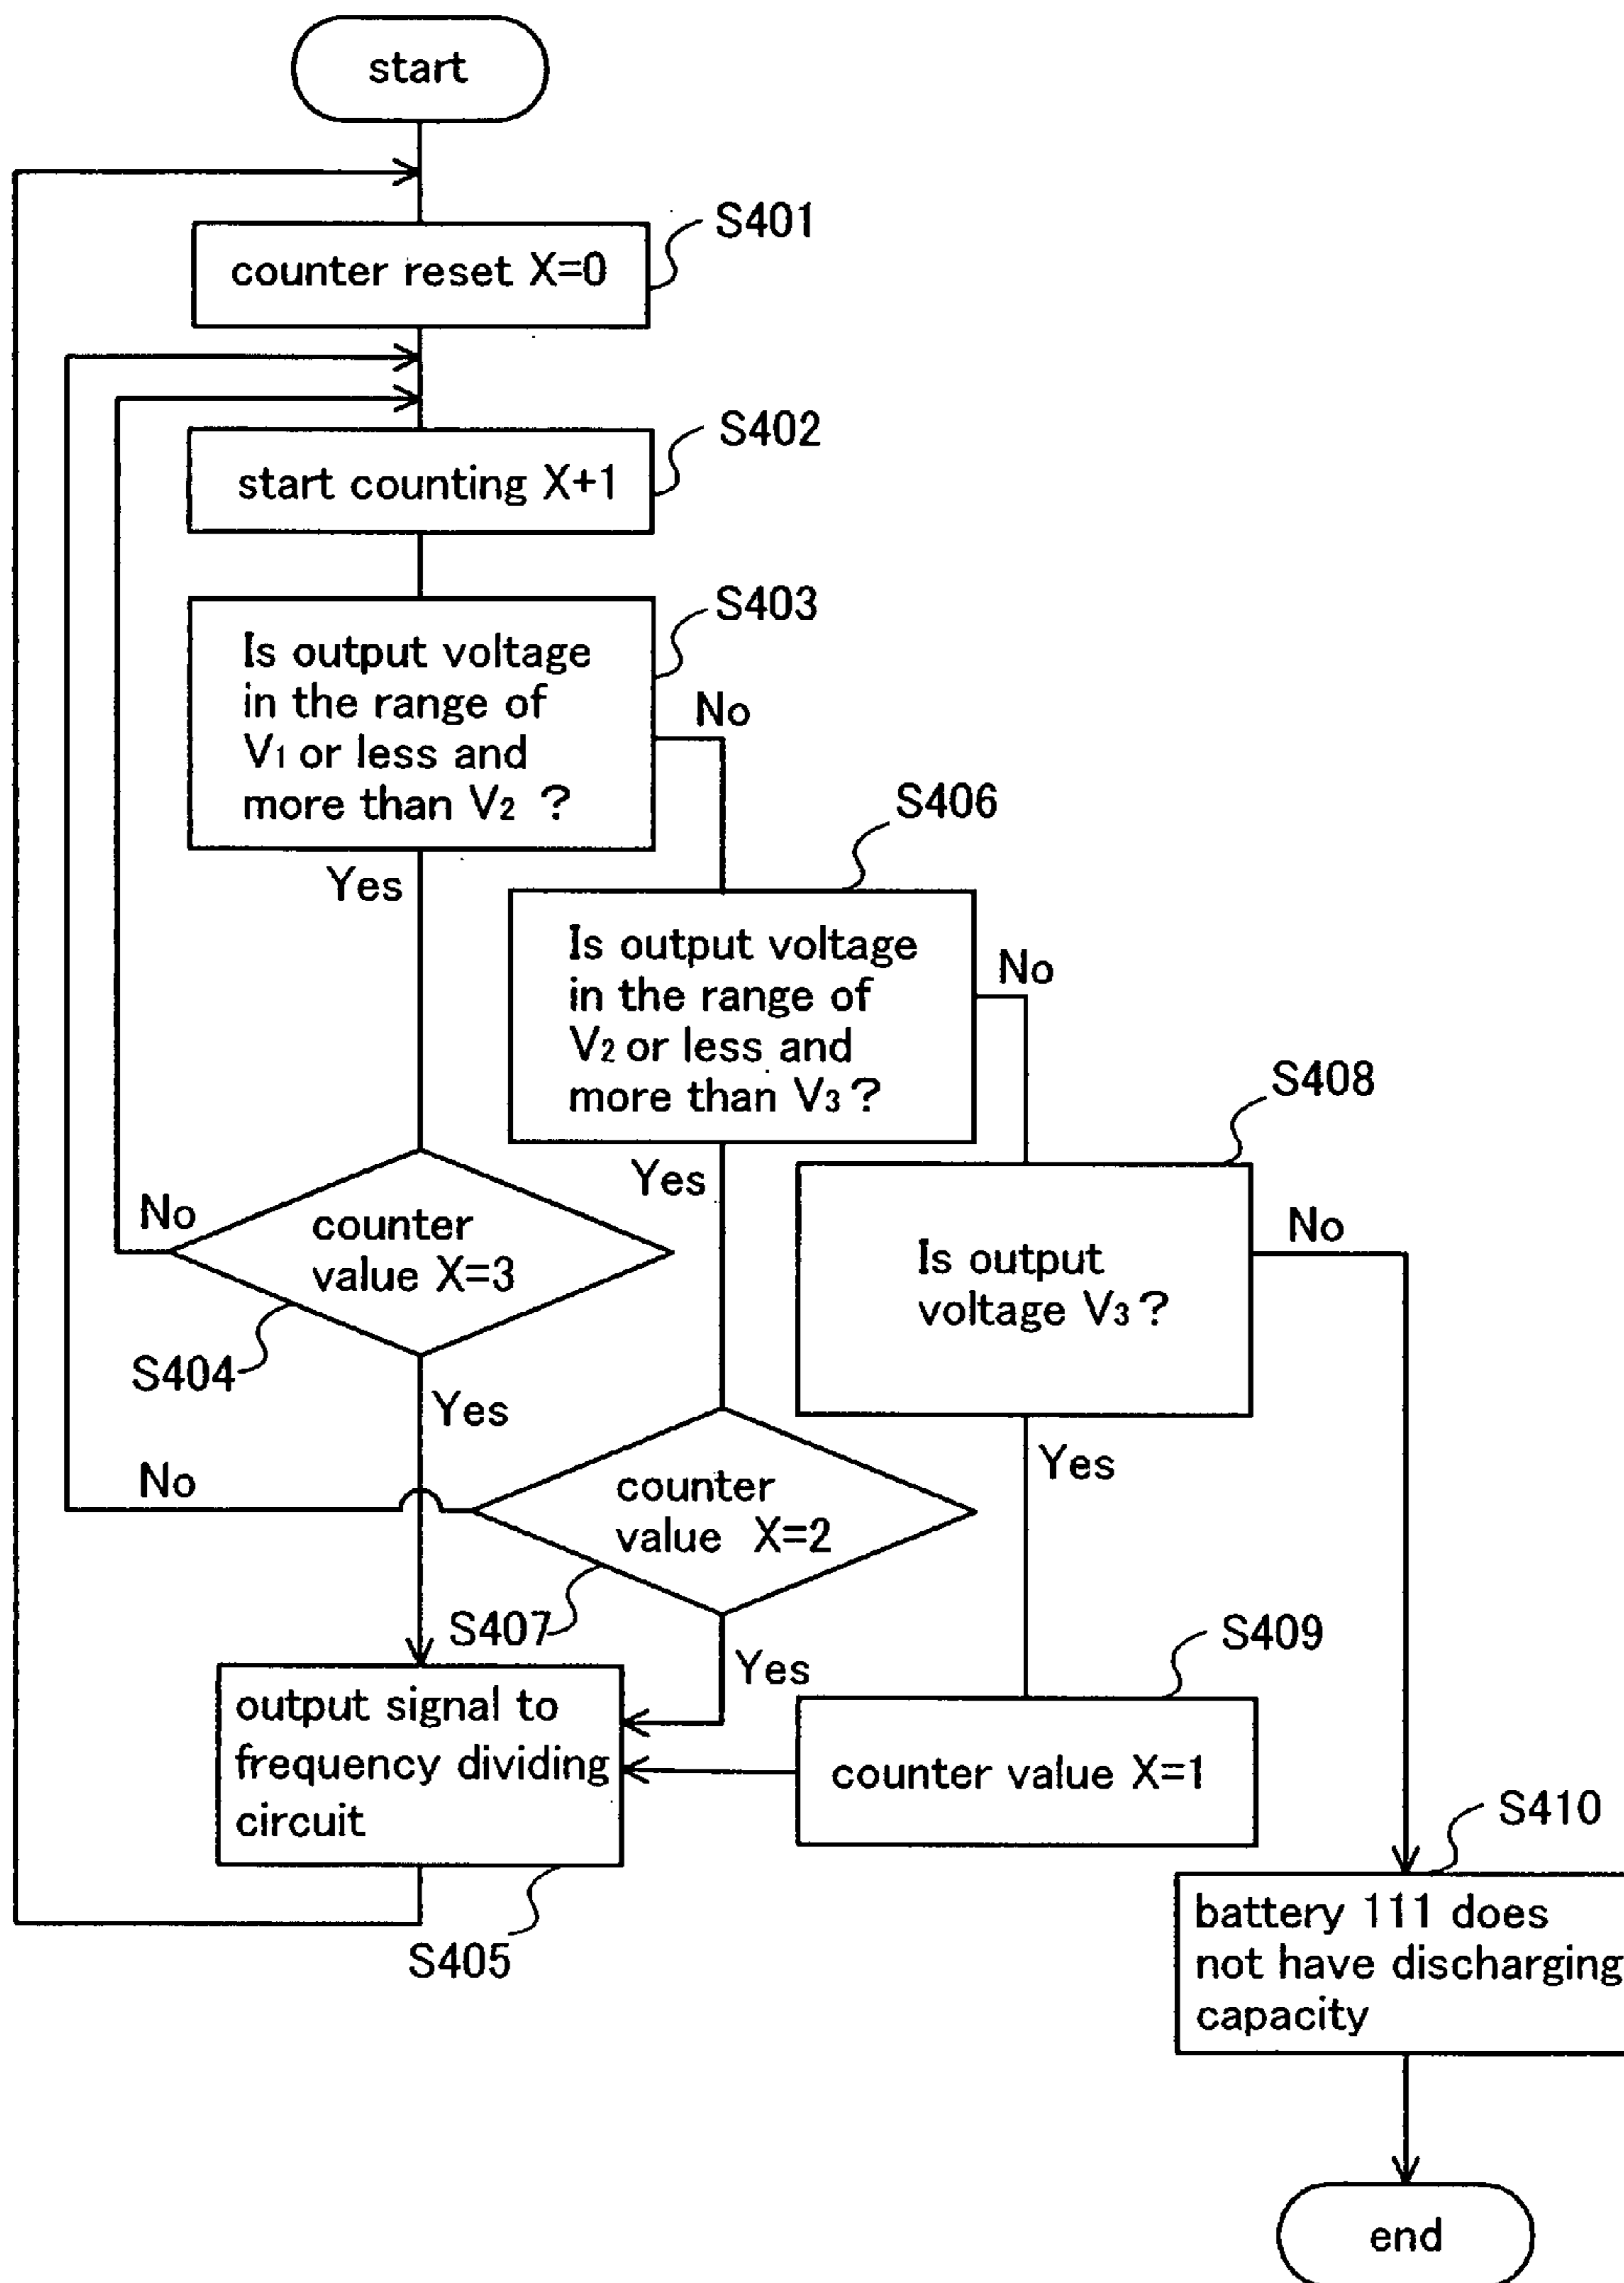 start
S401
counter reset X=0
S402
start counting X+1
S403
Is output voltage
in the range of
V1 or less and
more than V2 ?
No
Yes
S406
Is output voltage
in the range of
V2 or less and
more than V3 ?
No
Yes
S408
Is output
voltage V3 ?
No
Yes
No
counter
value X=3
S404
Yes
No
counter
value X=2
S407
Yes
S409
counter value X=1
output signal to
frequency dividing
circuit
S405
S410
battery 111 does
not have discharging
capacity
end